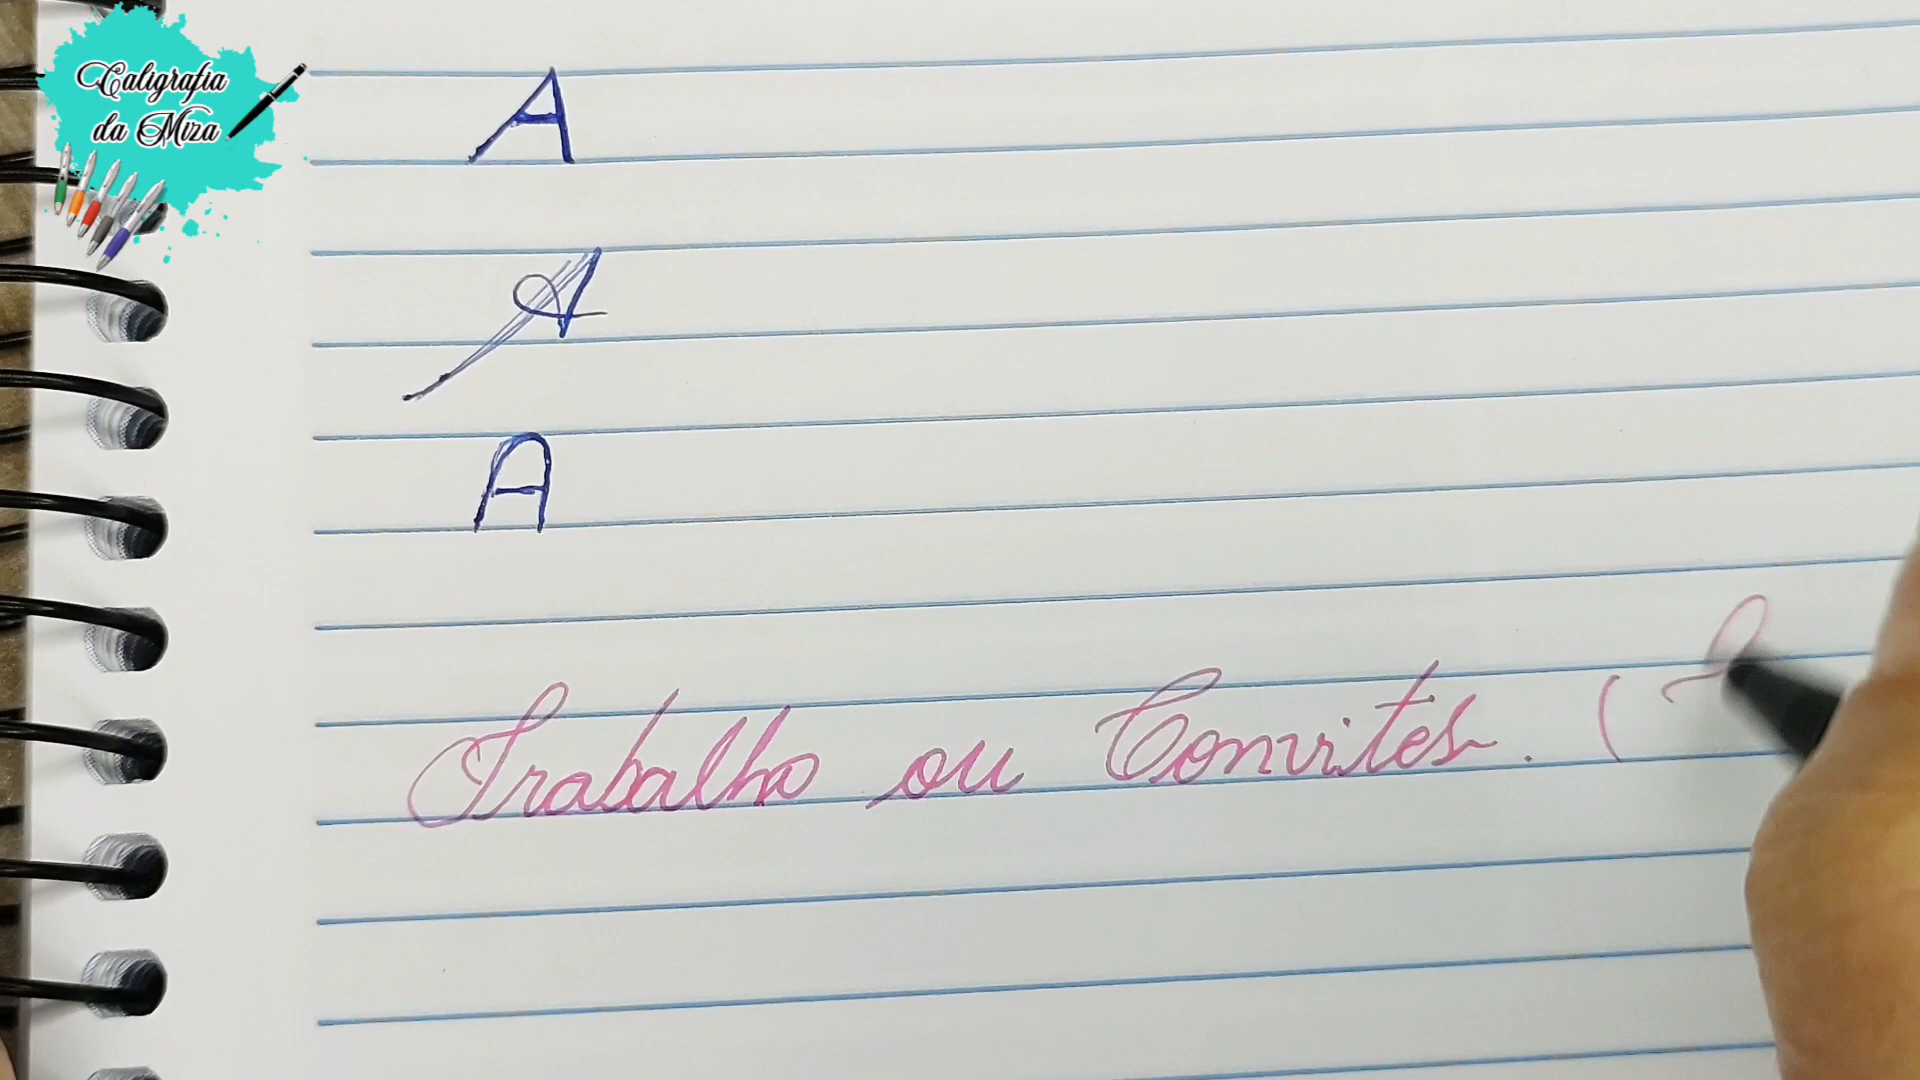 Caligrafia
da Miza
A
A
A
Trabalho ou Convites. (